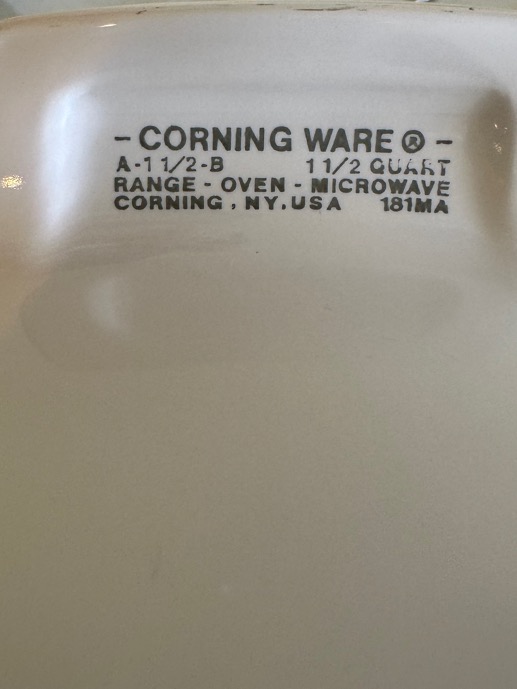 - CORNING WARE ® -
A-1 1/2-B 1 1/2 QUART
RANGE - OVEN - MICROWAVE
CORNING , NY. USA 181MA